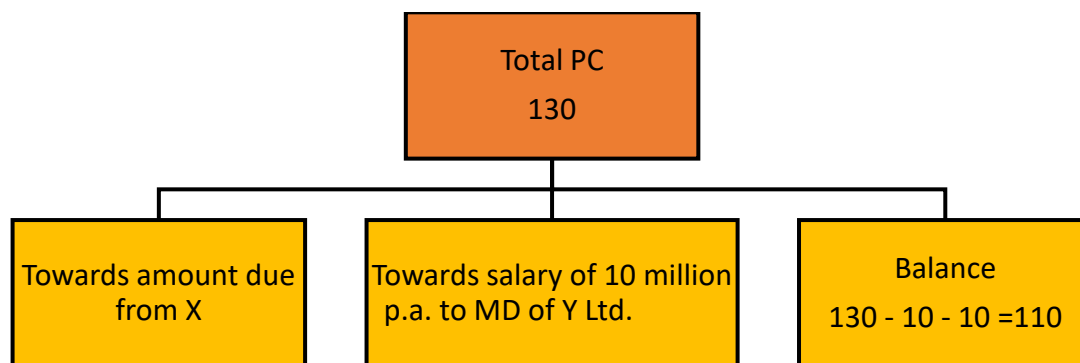 Total PC
130
Towards amount due
from X
Towards salary of 10 million
p.a. to MD of Y Ltd.
Balance
130 - 10 - 10 =110